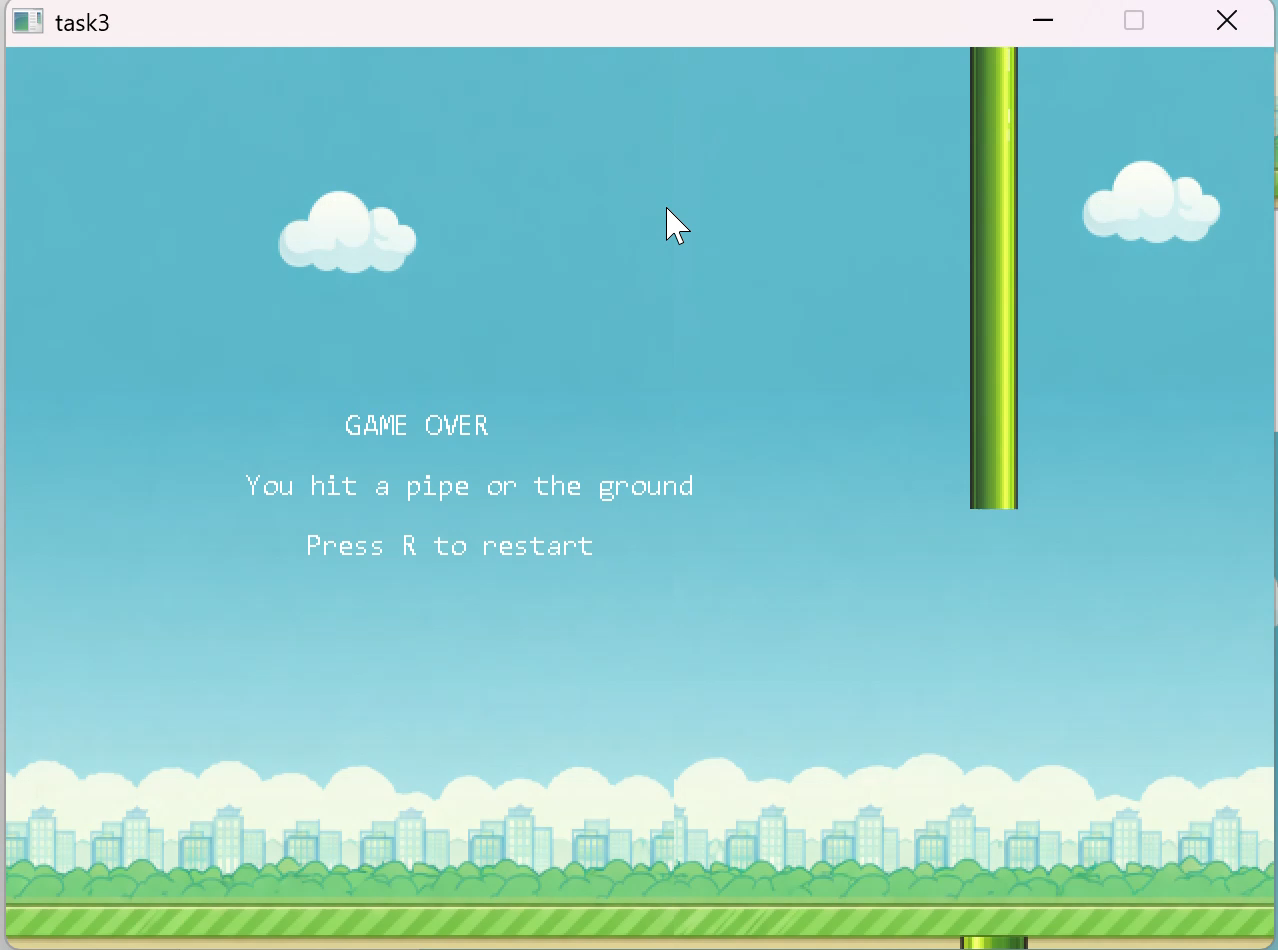 task3
GAME OVER
You hit a pipe or the ground
Press R to restart